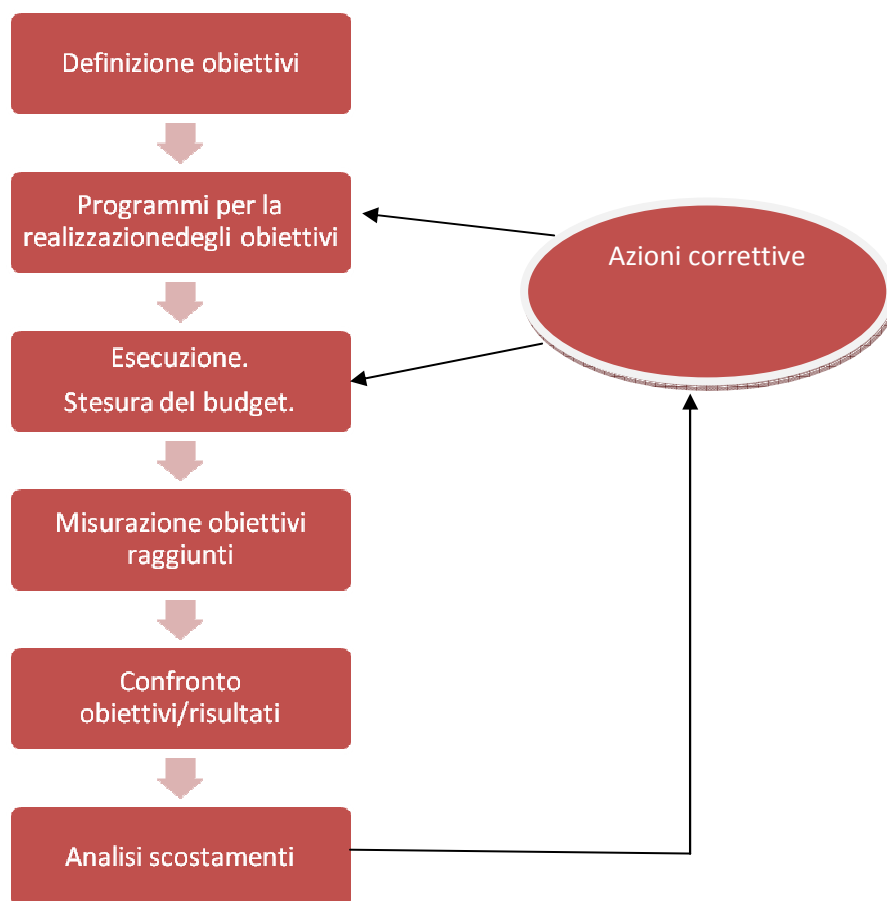 Definizione obiettivi
Programmi per la
realizzazionedegli obiettivi
Azioni correttive
Esecuzione.
Stesura del budget.
Misurazione obiettivi
raggiunti
Confronto
obiettivi/risultati
Analisi scostamenti